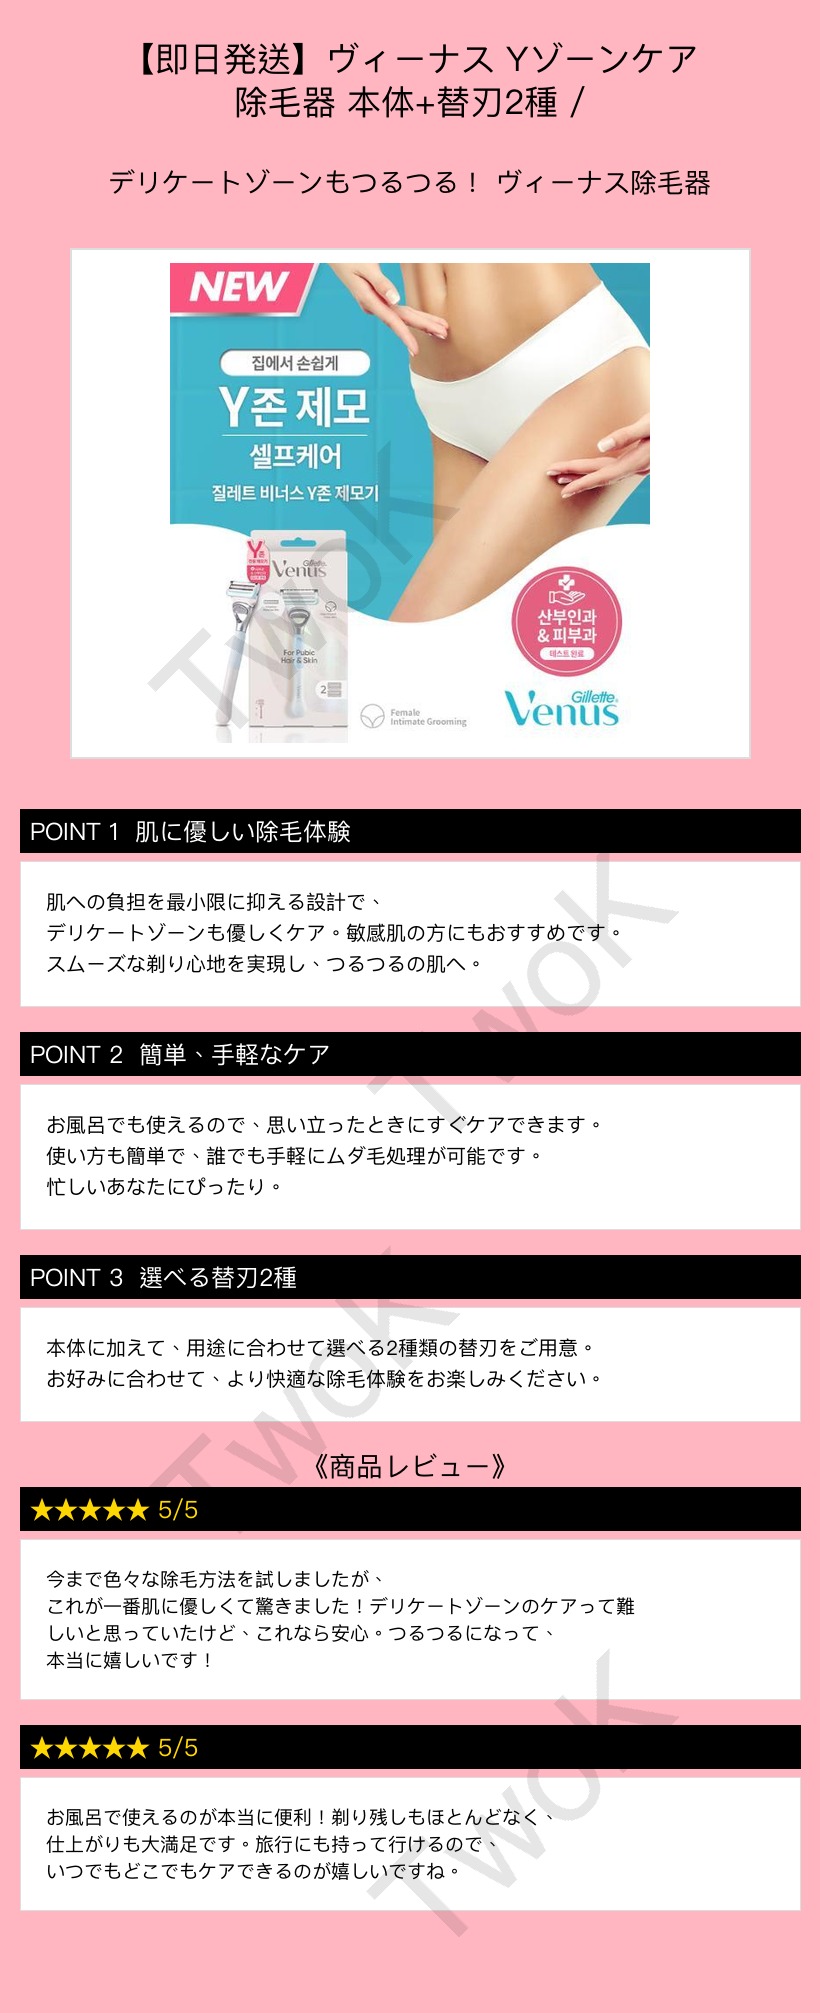 【即日発送】ヴィーナス Yゾーンケア
除毛器 本体+替刃2種 /
デリケートゾーンもつるつる！ ヴィーナス除毛器
NEW
집에서 손쉽게
Y존 제모
셀프케어
질레트 비너스 Y존 제모기
Y존
Gillette
Venus
For Pubic
Hair & Skin
2
Female
Intimate Grooming
산부인과
& 피부과
테스트 완료
Gillette
Venus
TwoK
POINT 1 肌に優しい除毛体験
肌への負担を最小限に抑える設計で、
デリケートゾーンも優しくケア。敏感肌の方にもおすすめです。
スムーズな剃り心地を実現し、つるつるの肌へ。
TwoK
POINT 2 簡単、手軽なケア
お風呂でも使えるので、思い立ったときにすぐケアできます。
使い方も簡単で、誰でも手軽にムダ毛処理が可能です。
忙しいあなたにぴったり。
POINT 3 選べる替刃2種
本体に加えて、用途に合わせて選べる2種類の替刃をご用意。
お好みに合わせて、より快適な除毛体験をお楽しみください。
TwoK
《商品レビュー》
★★★★★ 5/5
今まで色々な除毛方法を試しましたが、
これが一番肌に優しくて驚きました！デリケートゾーンのケアって難
しいと思っていたけど、これなら安心。つるつるになって、
本当に嬉しいです！
★★★★★ 5/5
お風呂で使えるのが本当に便利！剃り残しもほとんどなく、
仕上がりも大満足です。旅行にも持って行けるので、
いつでもどこでもケアできるのが嬉しいですね。
TwoK